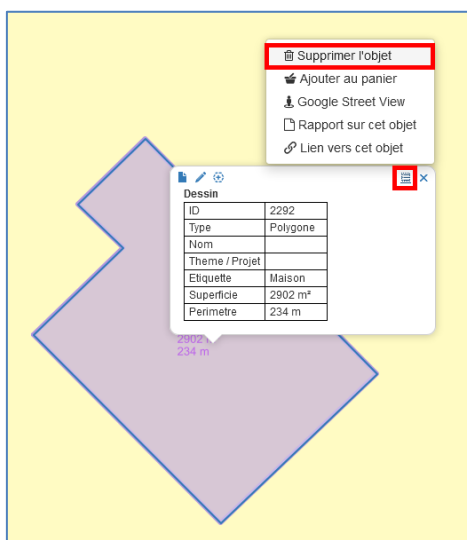 Supprimer l'objet
Ajouter au panier
Google Street View
Rapport sur cet objet
Lien vers cet objet
Dessin
ID 2292
Type Polygone
Nom
Theme / Projet
Etiquette Maison
Superficie 2902 m²
Perimetre 234 m
2902
234 m